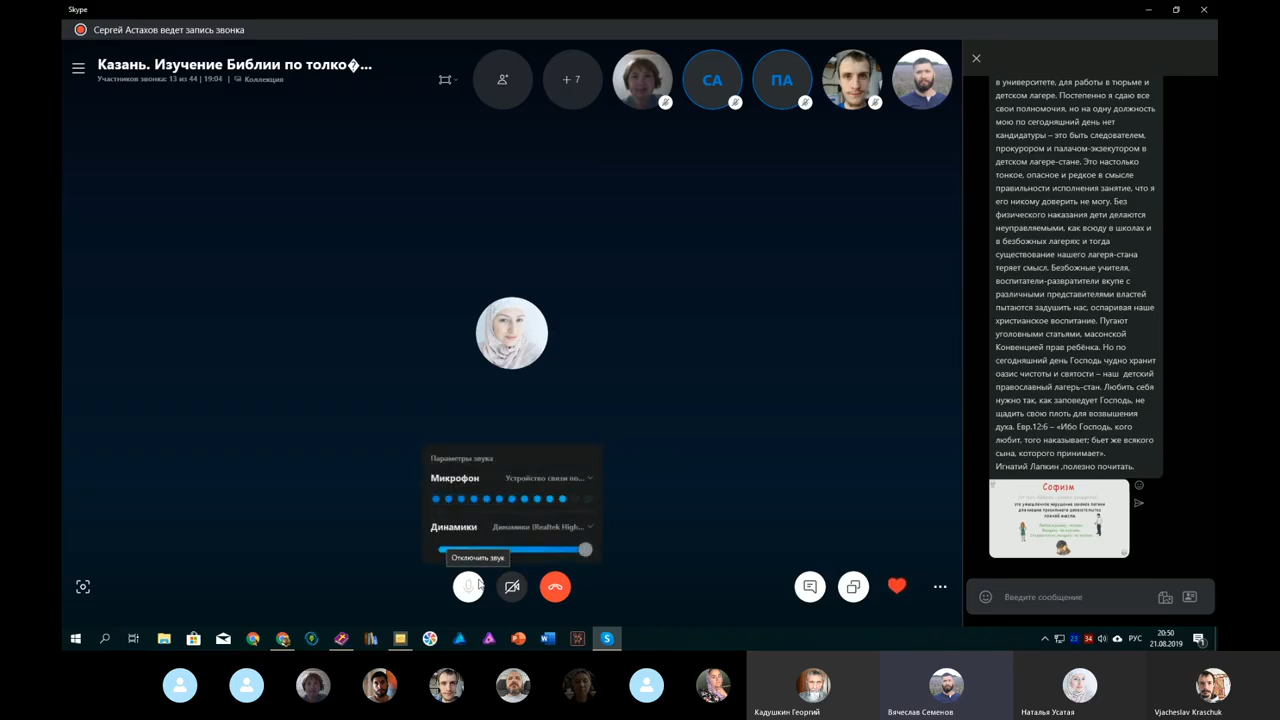 Skype
Сергей Астахов ведет запись звонка
Казань. Изучение Библии по толко�...
Участников звонка: 13 из 44 | 19:04 | Коллекция
+ 7
СА
ПА
в университете, для работы в тюрьме и
детском лагере. Постепенно я сдаю все
свои полномочия, но на одну должность
мою по сегодняшний день нет
кандидатуры – это быть следователем,
прокурором и палачом-экзекутором в
детском лагере-стане. Это настолько
тонкое, опасное и редкое в смысле
правильности исполнения занятие, что я
его никому доверить не могу. Без
физического наказания дети делаются
неуправляемыми, как всюду в школах и
в безбожных лагерях; и тогда
существование нашего лагеря-стана
теряет смысл. Безбожные учителя,
воспитатели-развратители вкупе с
различными представителями властей
пытаются задушить нас, оспаривая наше
христианское воспитание. Пугают
уголовными статьями, масонской
Конвенцией прав ребёнка. Но по
сегодняшний день Господь чудно хранит
оазис чистоты и святости – наш детский
православный лагерь-стан. Любить себя
нужно так, как заповедует Господь, не
щадить свою плоть для возвышения
духа. Евр.12:6 – «Ибо Господь, кого
любит, того наказывает; бьет же всякого
сына, которого принимает».
Игнатий Лапкин ,полезно почитать.
Софизм
Параметры звука
Микрофон Устройство связи по...
Динамики Динамики (Realtek High...
Отключить звук
Введите сообщение
23 34 РУС
20:50
21.08.2019
Кадушкин Георгий
Вячеслав Семенов
Наталья Усатая
Vjacheslav Kraschuk